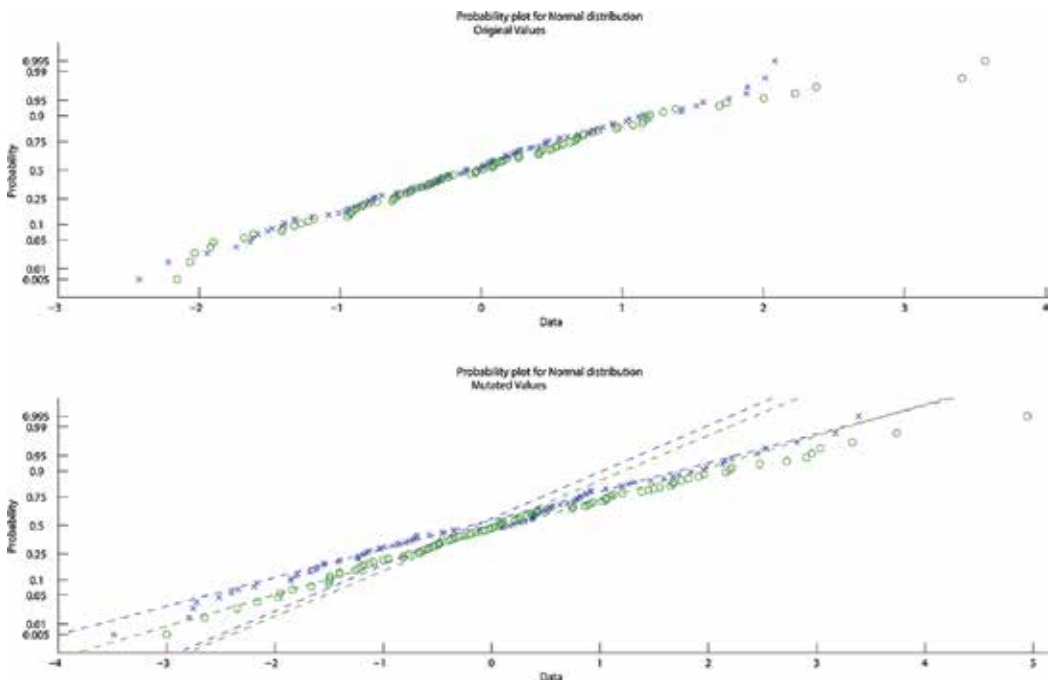 Probability plot for Normal distribution
Original Values
0.995
0.99
0.95
0.9
0.75
0.5
0.25
0.1
0.05
0.01
0.005
Probability
−3 −2 −1 0 1 2 3 4
Data
Probability plot for Normal distribution
Mutated Values
0.995
0.99
0.95
0.9
0.75
0.5
0.25
0.1
0.05
0.01
0.005
Probability
−4 −3 −2 −1 0 1 2 3 4 5
Data